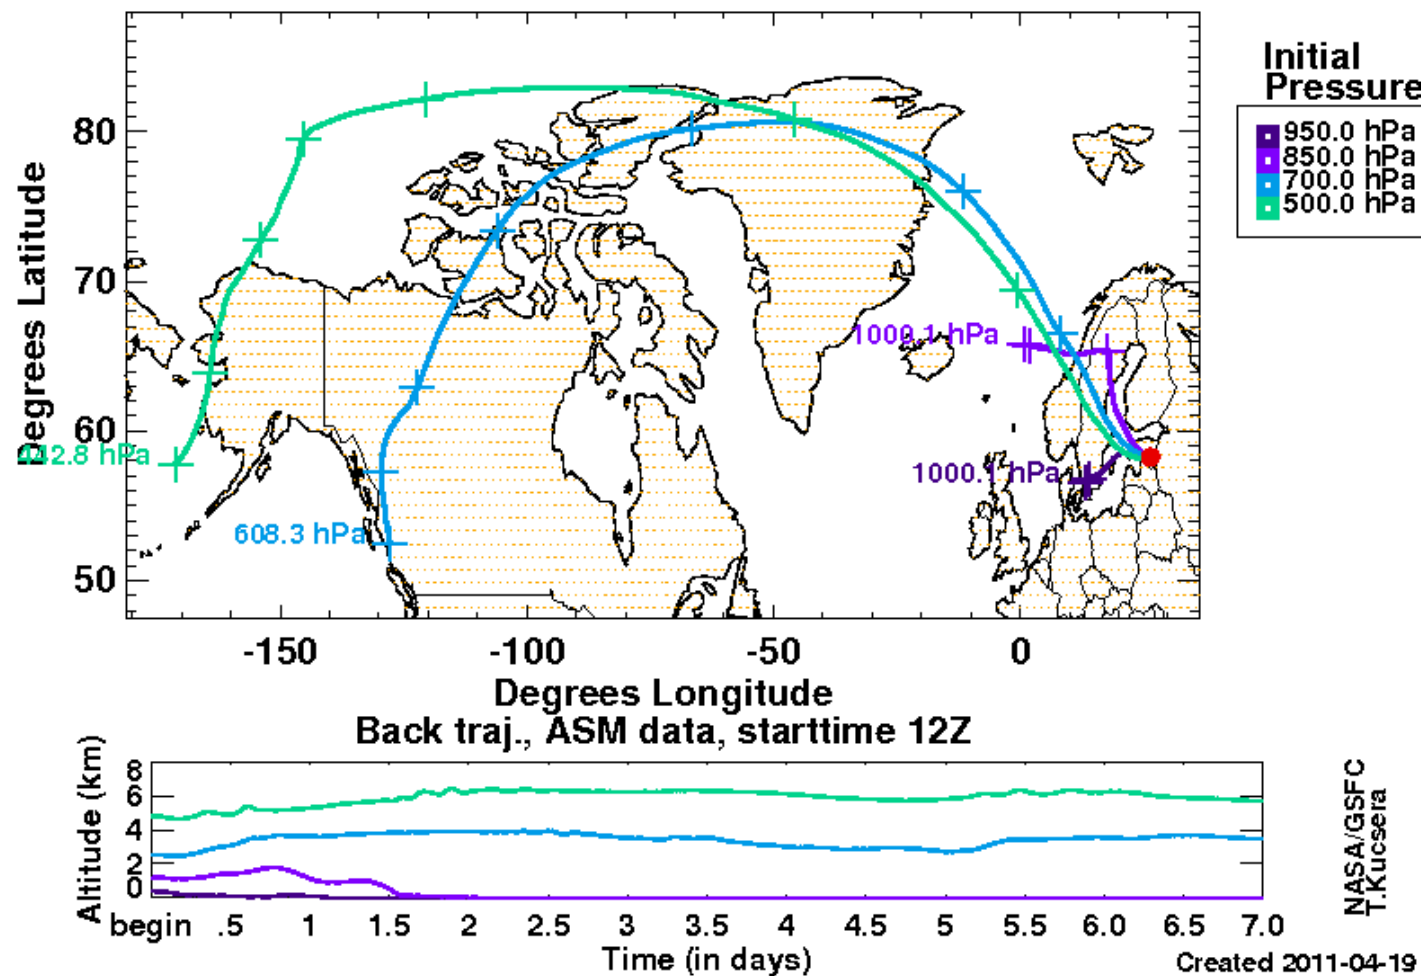 Initial
Pressure
950.0 hPa
850.0 hPa
700.0 hPa
500.0 hPa
80
70
60
50
Degrees Latitude
1000.1 hPa
442.8 hPa
1000.1 hPa
608.3 hPa
-150 -100 -50 0
Degrees Longitude
Back traj., ASM data, starttime 12Z
8
6
4
2
0
Altitude (km)
begin .5 1 1.5 2 2.5 3 3.5 4 4.5 5 5.5 6.0 6.5 7.0
Time (in days)
NASA/GSFC
T.Kucsera
Created 2011-04-19